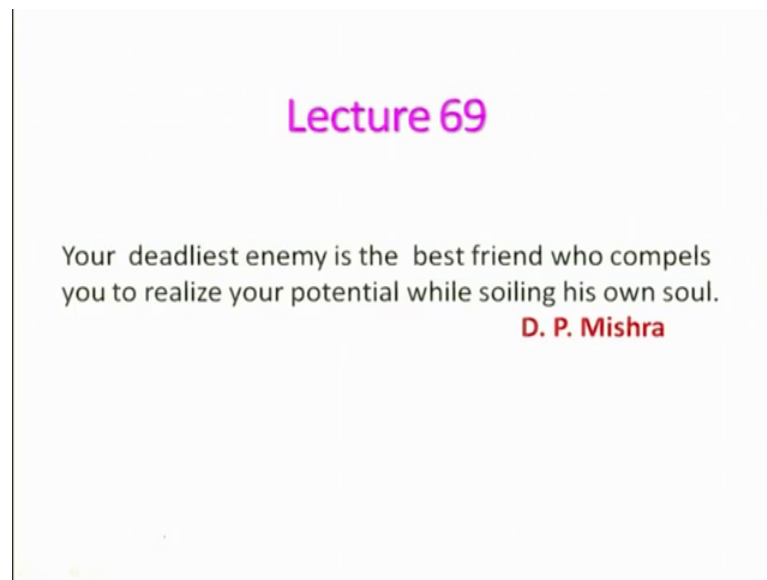 Lecture 69
Your deadliest enemy is the best friend who compels
you to realize your potential while soiling his own soul.
D. P. Mishra